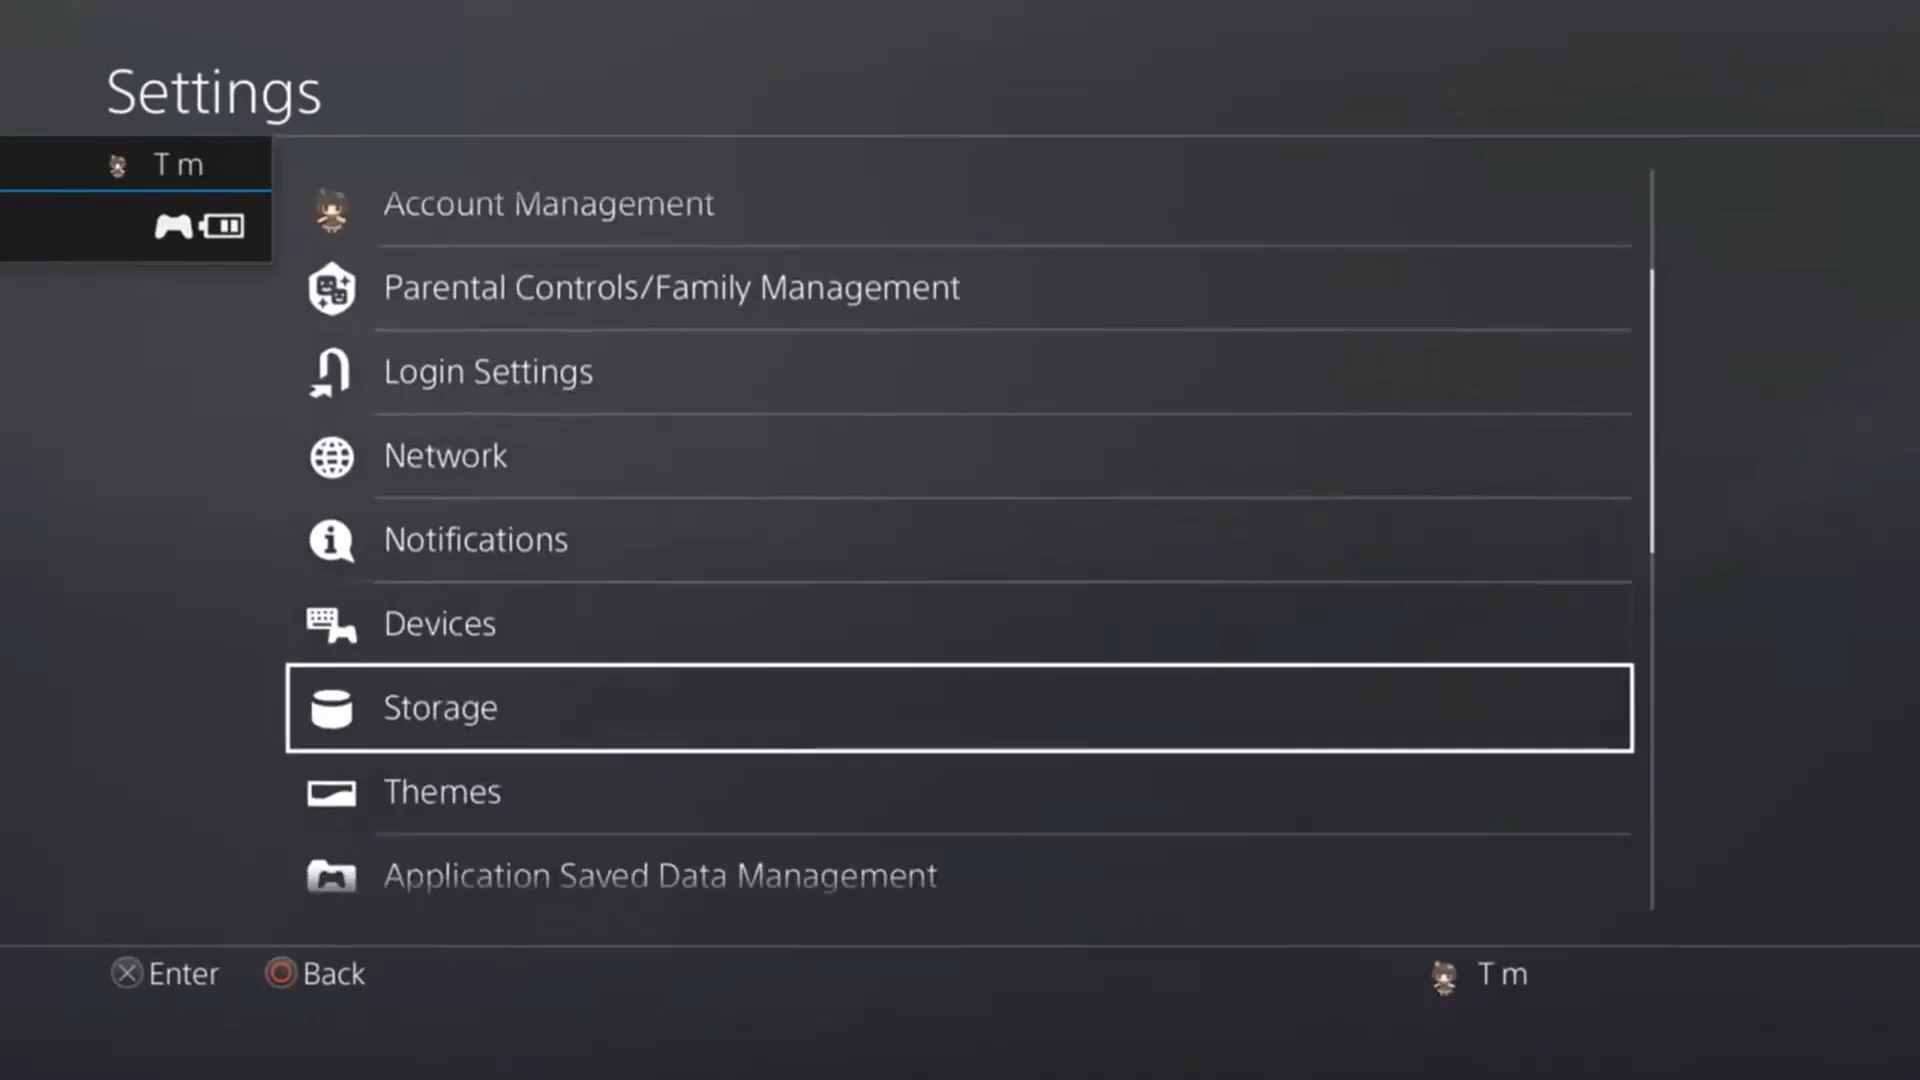 Settings
T m
Account Management
Parental Controls/Family Management
Login Settings
Network
Notifications
Devices
Storage
Themes
Application Saved Data Management
Enter
Back
T m